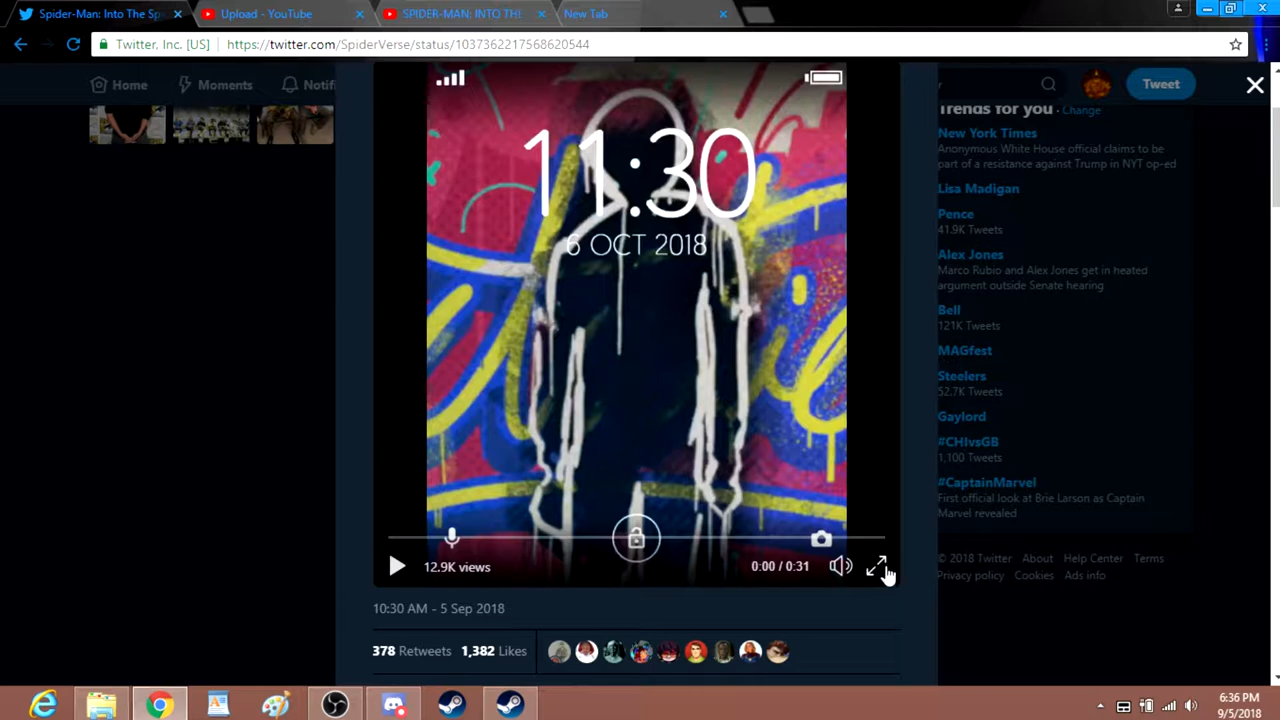 Spider-Man: Into The Sp
Upload - YouTube
SPIDER-MAN: INTO THE
New Tab
Twitter, Inc. [US]
https://twitter.com/SpiderVerse/status/1037362217568620544
Home
Moments
Notifi
Tweet
11:30
6 OCT 2018
12.9K views
0:00 / 0:31
10:30 AM - 5 Sep 2018
378 Retweets 1,382 Likes
Trends for you · Change
New York Times
Anonymous White House official claims to be
part of a resistance against Trump in NYT op-ed
Lisa Madigan
Pence
41.9K Tweets
Alex Jones
Marco Rubio and Alex Jones get in heated
argument outside Senate hearing
Bell
121K Tweets
MAGfest
Steelers
52.7K Tweets
Gaylord
#CHIvsGB
1,100 Tweets
#CaptainMarvel
First official look at Brie Larson as Captain
Marvel revealed
© 2018 Twitter About Help Center Terms
Privacy policy Cookies Ads info
6:36 PM
9/5/2018